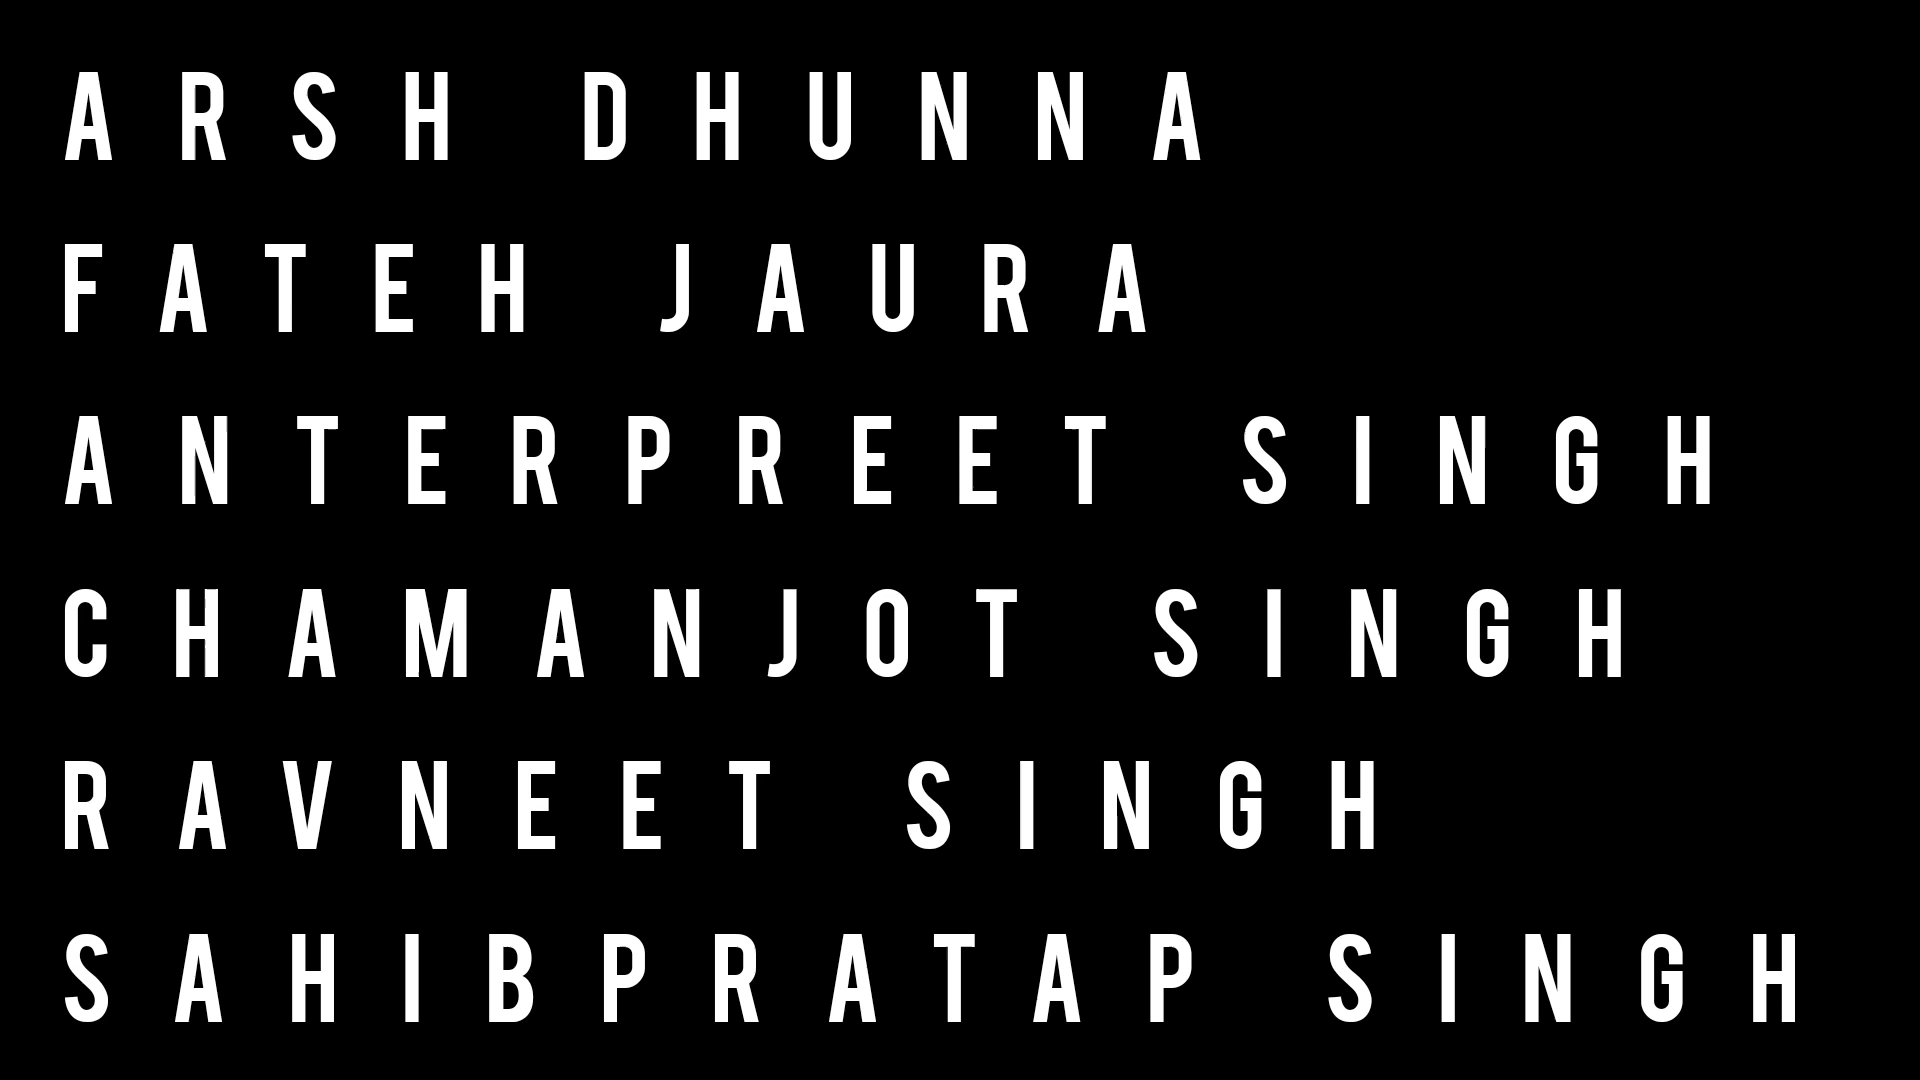 ARSH DHUNNA
FATEH JAURA
ANTERPREET SINGH
CHAMANJOT SINGH
RAVNEET SINGH
SAHIBPRATAP SINGH